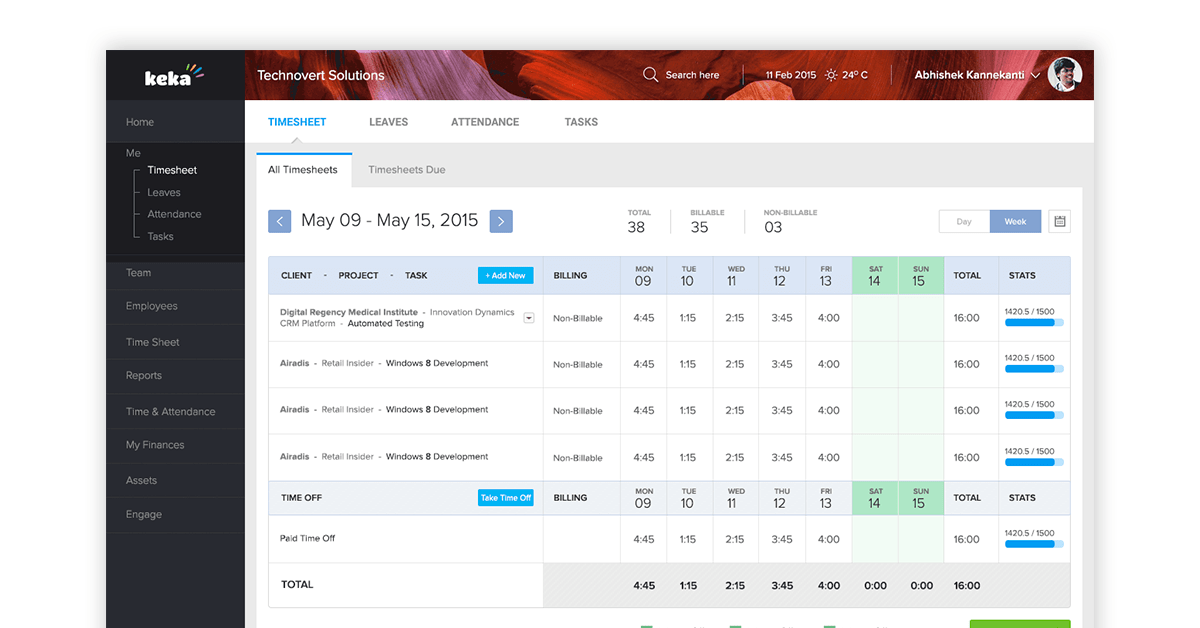 keka
Technovert Solutions
Search here
11 Feb 2015
24º C
Abhishek Kannekanti
Home
Me
Timesheet
Leaves
Attendance
Tasks
Team
Employees
Time Sheet
Reports
Time & Attendance
My Finances
Assets
Engage
TIMESHEET LEAVES ATTENDANCE TASKS
All Timesheets Timesheets Due
< May 09 - May 15, 2015 >
TOTAL BILLABLE NON-BILLABLE
38 35 03
Day Week
CLIENT - PROJECT - TASK + Add New BILLING MON TUE WED THU FRI SAT SUN TOTAL STATS
09 10 11 12 13 14 15
Digital Regency Medical Institute - Innovation Dynamics
CRM Platform - Automated Testing
Non-Billable 4:45 1:15 2:15 3:45 4:00 16:00 1420.5 / 1500
Airadis - Retail Insider - Windows 8 Development Non-Billable 4:45 1:15 2:15 3:45 4:00 16:00 1420.5 / 1500
Airadis - Retail Insider - Windows 8 Development Non-Billable 4:45 1:15 2:15 3:45 4:00 16:00 1420.5 / 1500
Airadis - Retail Insider - Windows 8 Development Non-Billable 4:45 1:15 2:15 3:45 4:00 16:00 1420.5 / 1500
TIME OFF Take Time Off BILLING MON TUE WED THU FRI SAT SUN TOTAL STATS
09 10 11 12 13 14 15
Paid Time Off 4:45 1:15 2:15 3:45 4:00 16:00 1420.5 / 1500
TOTAL 4:45 1:15 2:15 3:45 4:00 0:00 0:00 16:00